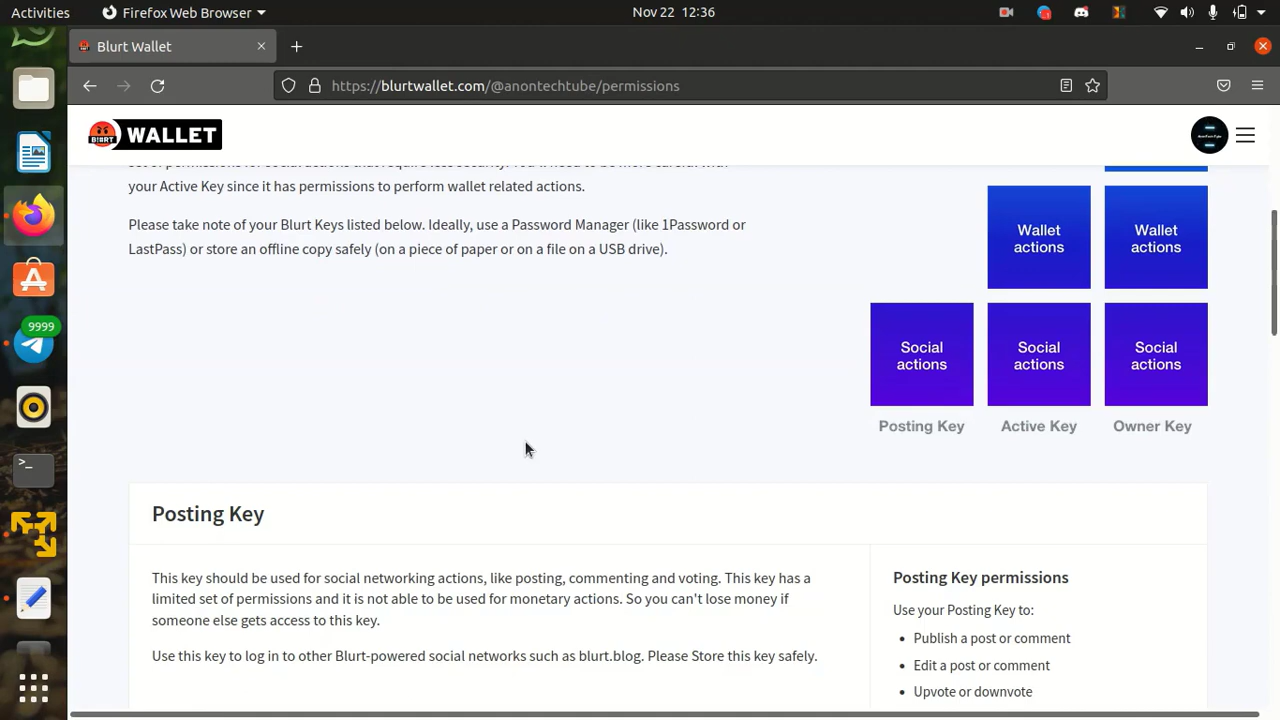 Activities
Firefox Web Browser
Nov 22 12:36
Blurt Wallet
https://blurtwallet.com/@anontechtube/permissions
BLURT WALLET
your Active Key since it has permissions to perform wallet related actions.
Please take note of your Blurt Keys listed below. Ideally, use a Password Manager (like 1Password or
LastPass) or store an offline copy safely (on a piece of paper or on a file on a USB drive).
Wallet
actions
Wallet
actions
Social
actions
Social
actions
Social
actions
Posting Key
Active Key
Owner Key
9999
Posting Key
This key should be used for social networking actions, like posting, commenting and voting. This key has a
limited set of permissions and it is not able to be used for monetary actions. So you can't lose money if
someone else gets access to this key.
Use this key to log in to other Blurt-powered social networks such as blurt.blog. Please Store this key safely.
Posting Key permissions
Use your Posting Key to:
Publish a post or comment
Edit a post or comment
Upvote or downvote